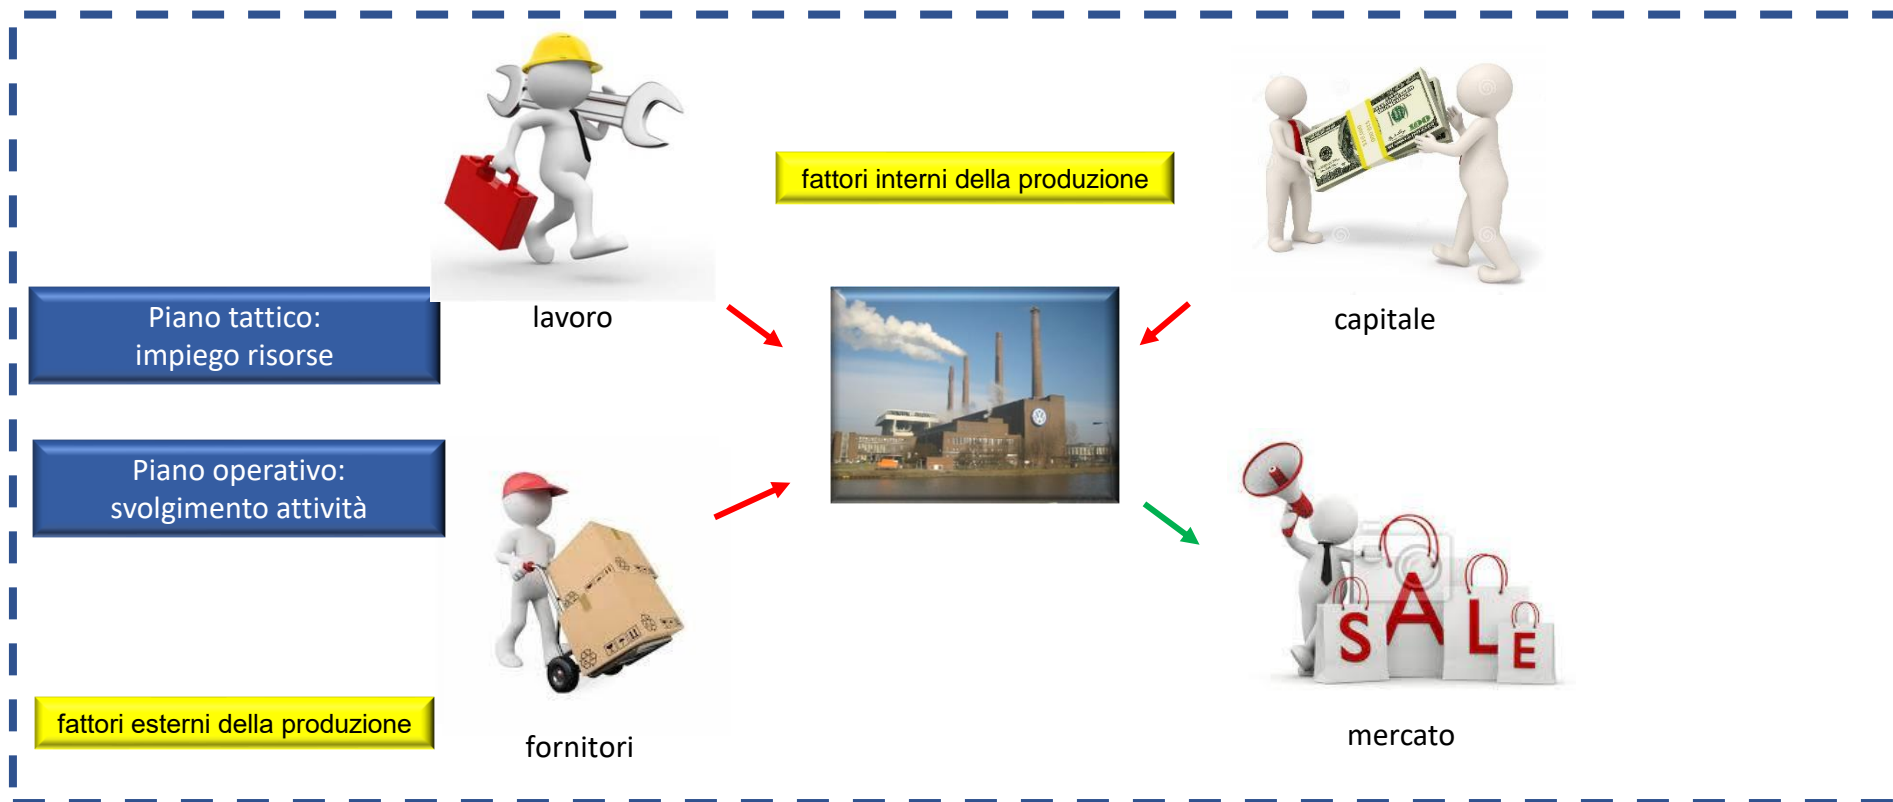 fattori interni della produzione
Piano tattico:
impiego risorse
lavoro
capitale
Piano operativo:
svolgimento attività
SALE
fattori esterni della produzione
fornitori
mercato
100